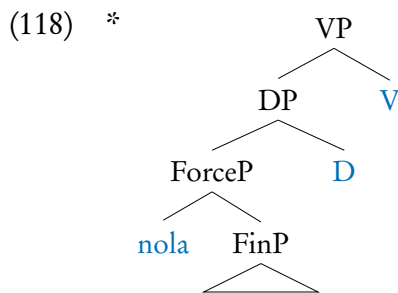 (118) * VP
DP V
ForceP D
nola FinP